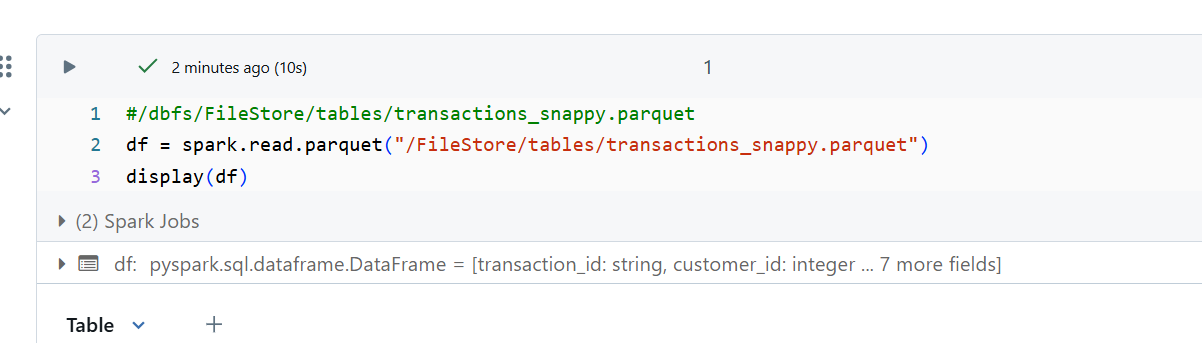 2 minutes ago (10s)
1
1 #/dbfs/FileStore/tables/transactions_snappy.parquet
2 df = spark.read.parquet("/FileStore/tables/transactions_snappy.parquet")
3 display(df)
(2) Spark Jobs
df: pyspark.sql.dataframe.DataFrame = [transaction_id: string, customer_id: integer ... 7 more fields]
Table